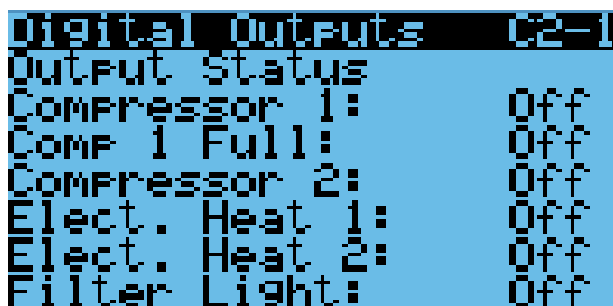 Digital Outputs C2-1
Output Status
Compressor 1: Off
Comp 1 Full: Off
Compressor 2: Off
Elect. Heat 1: Off
Elect. Heat 2: Off
Filter Light: Off